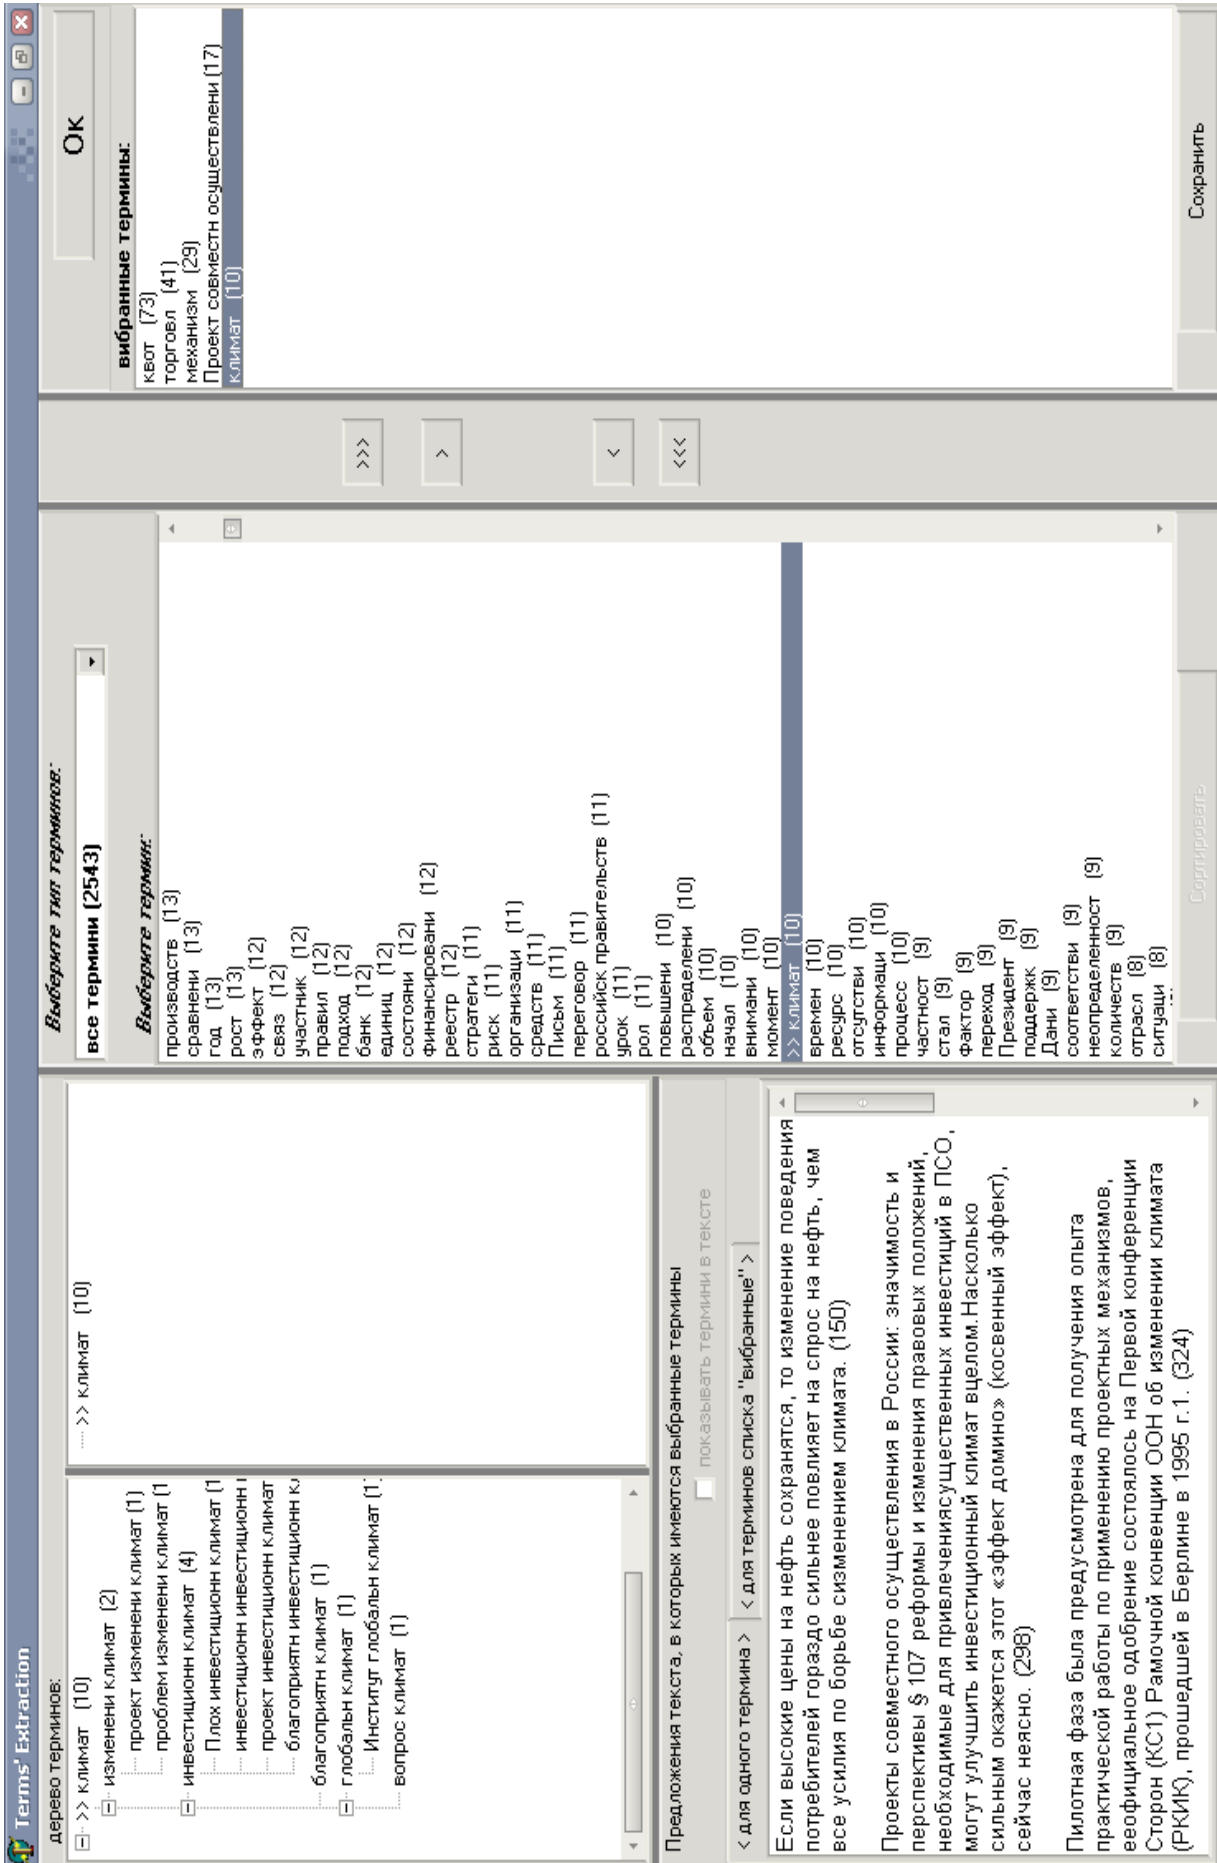 Terms' Extraction
дерево терминов:
>> климат (10)
изменени климат (2)
проект изменени климат (1)
проблем изменени климат (1
инвестиционн климат (4)
Плох инвестиционн климат (1
инвестиционн инвестиционн к
проект инвестиционн климат
благоприятн инвестиционн кл
благоприятн климат (1)
глобальн климат (1)
Институт глобальн климат (1)
вопрос климат (1)
>> климат (10)
Предложения текста, в которых имеются выбранные термины
показывать термини в тексте
< для одного термина >
< для терминов списка "вибранные" >
Если высокие цены на нефть сохранятся, то изменение поведения
потребителей гораздо сильнее повлияет на спрос на нефть, чем
все усилия по борьбе сизменением климата. (150)
Проекты совместного осуществления в России: значимость и
перспективы § 107 реформы и изменения правовых положений,
необходимые для привлечениясущественных инвестиций в ПСО,
могут улучшить инвестиционный климат вцелом.Насколько
сильным окажется этот «эффект домино» (косвенный эффект),
сейчас неясно. (298)
Пилотная фаза была предусмотрена для получения опыта
практической работы по применению проектных механизмов,
ееофициальное одобрение состоялось на Первой конференции
Сторон (КС1) Рамочной конвенции ООН об изменении климата
(РКИК), прошедшей в Берлине в 1995 г.1. (324)
Выберите тип терминов:
все термини (2543)
Выберите термин:
производств (13)
сравнени (13)
год (13)
рост (13)
эффект (12)
связ (12)
участник (12)
правил (12)
подход (12)
банк (12)
единиц (12)
состояни (12)
финансировани (12)
реестр (12)
стратеги (11)
риск (11)
организаци (11)
средств (11)
Письм (11)
переговор (11)
российск правительств (11)
урок (11)
рол (11)
повышени (10)
распределени (10)
объем (10)
начал (10)
внимани (10)
момент (10)
>> климат (10)
времен (10)
ресурс (10)
отсутстви (10)
информаци (10)
процесс (10)
частност (9)
стал (9)
фактор (9)
переход (9)
Президент (9)
поддержк (9)
Дани (9)
соответстви (9)
неопределенност (9)
количеств (9)
отрасл (8)
ситуаци (8)
Сортировать
>>>
>
<
<<<
Ок
вибранные термины:
квот (73)
торговл (41)
механизм (29)
Проект совместн осуществлени (17)
климат (10)
Сохранить